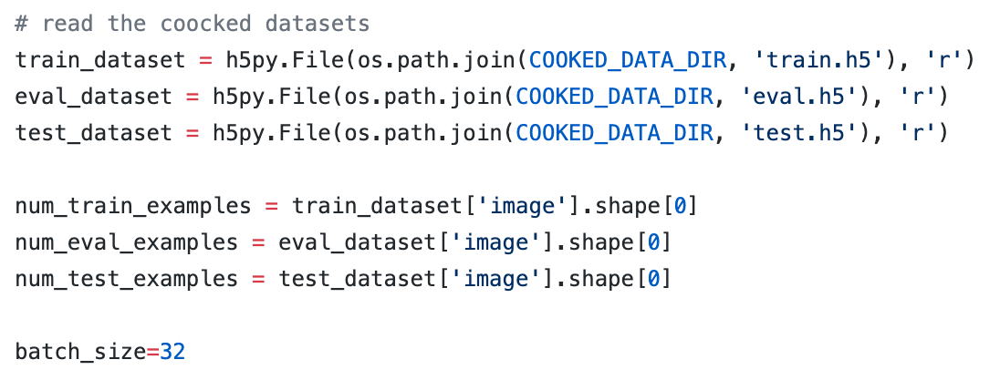 # read the coocked datasets
train_dataset = h5py.File(os.path.join(COOKED_DATA_DIR, 'train.h5'), 'r')
eval_dataset = h5py.File(os.path.join(COOKED_DATA_DIR, 'eval.h5'), 'r')
test_dataset = h5py.File(os.path.join(COOKED_DATA_DIR, 'test.h5'), 'r')
num_train_examples = train_dataset['image'].shape[0]
num_eval_examples = eval_dataset['image'].shape[0]
num_test_examples = test_dataset['image'].shape[0]
batch_size=32